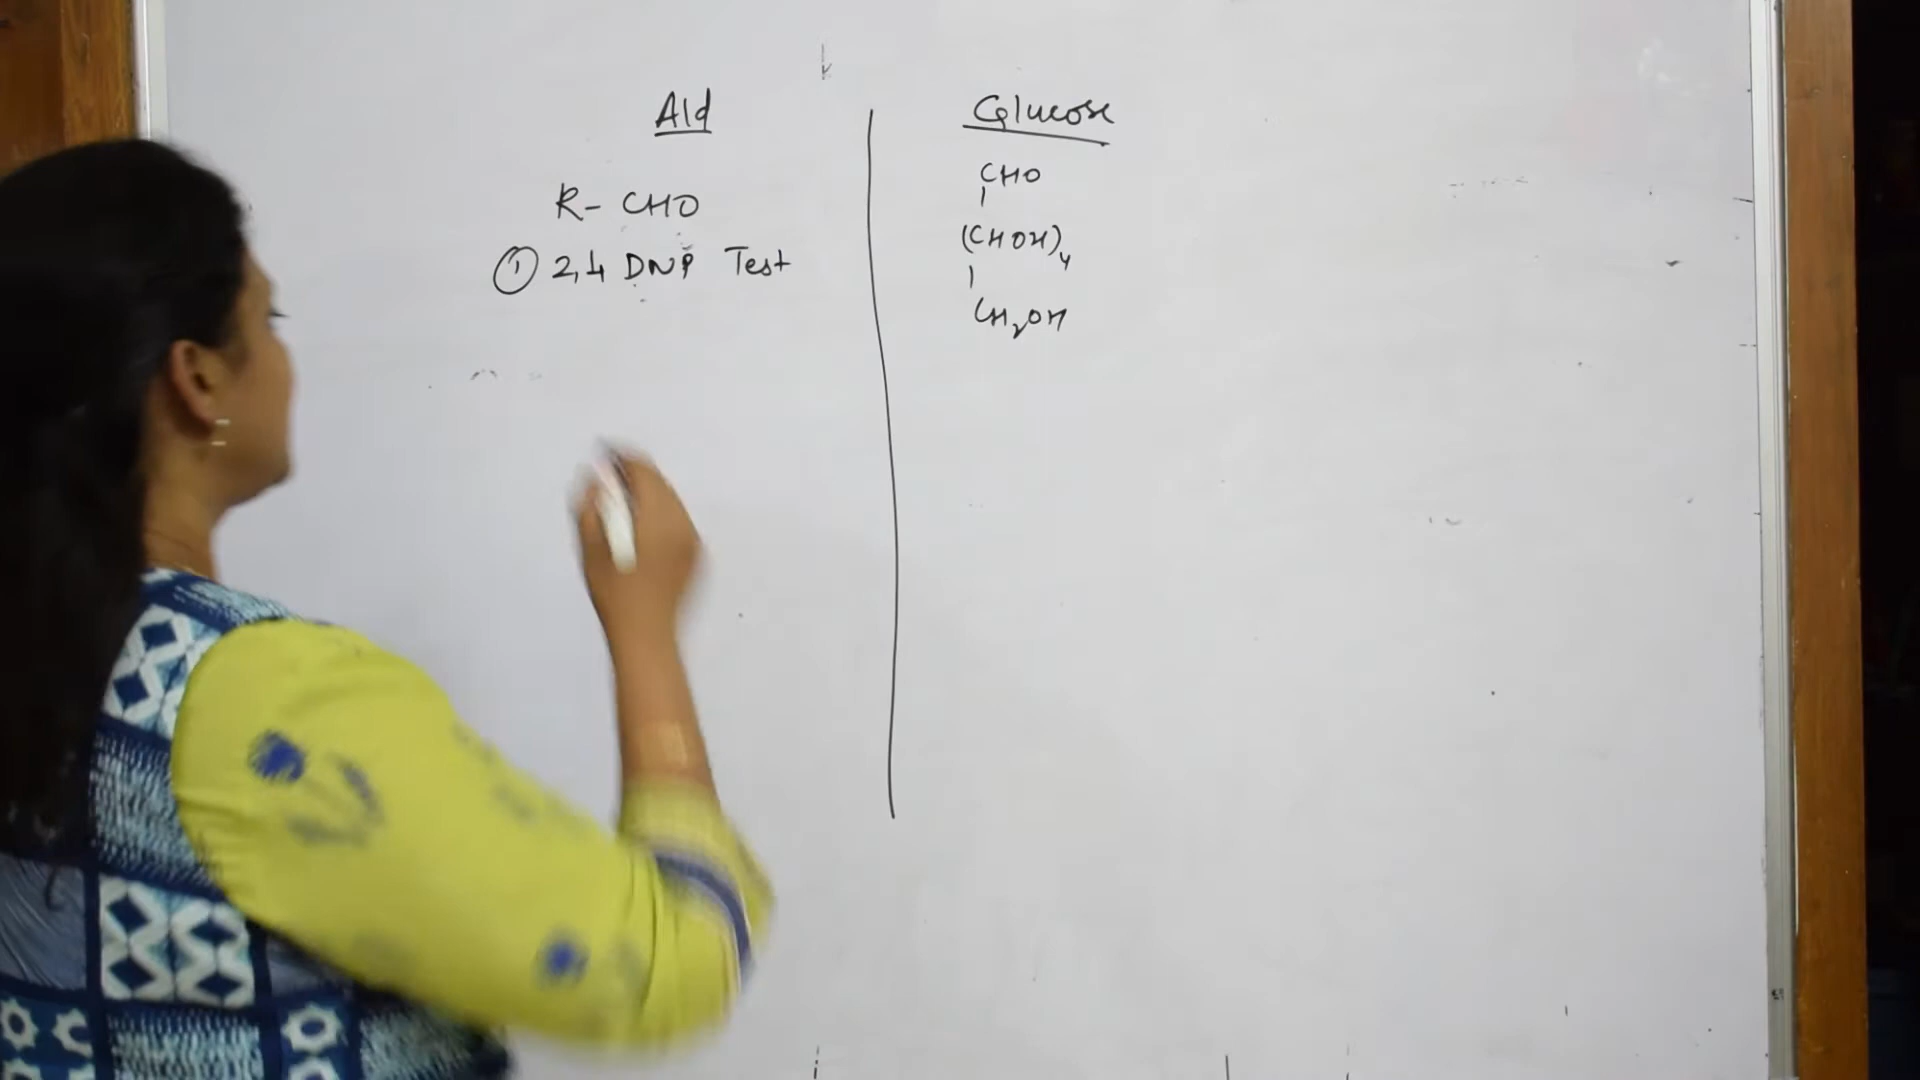 Ald
R- CHO
① 2,4 DNP Test
Glucose
CHO
|
(CHOH)₄
|
CH₂OH